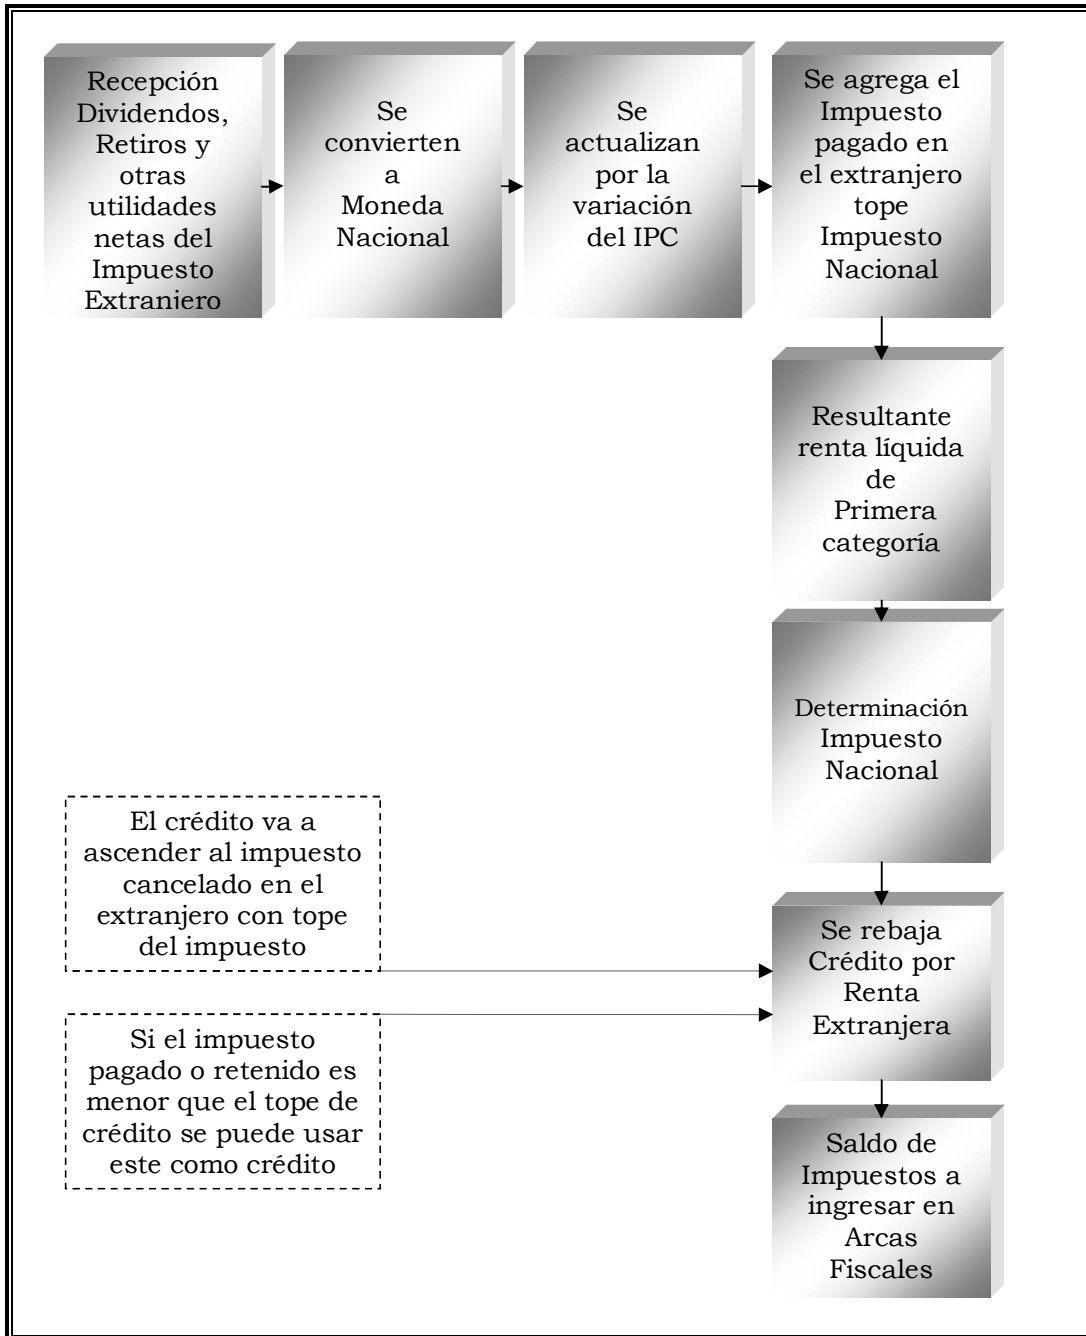 Recepción
Dividendos,
Retiros y
otras
utilidades
netas del
Impuesto
Extraniero
Se
convierten
a
Moneda
Nacional
Se
actualizan
por la
variación
del IPC
Se agrega el
Impuesto
pagado en
el extranjero
tope
Impuesto
Nacional
Resultante
renta líquida
de
Primera
categoría
Determinación
Impuesto
Nacional
El crédito va a
ascender al impuesto
cancelado en el
extranjero con tope
del impuesto
Se rebaja
Crédito por
Renta
Extranjera
Si el impuesto
pagado o retenido es
menor que el tope de
crédito se puede usar
este como crédito
Saldo de
Impuestos a
ingresar en
Arcas
Fiscales